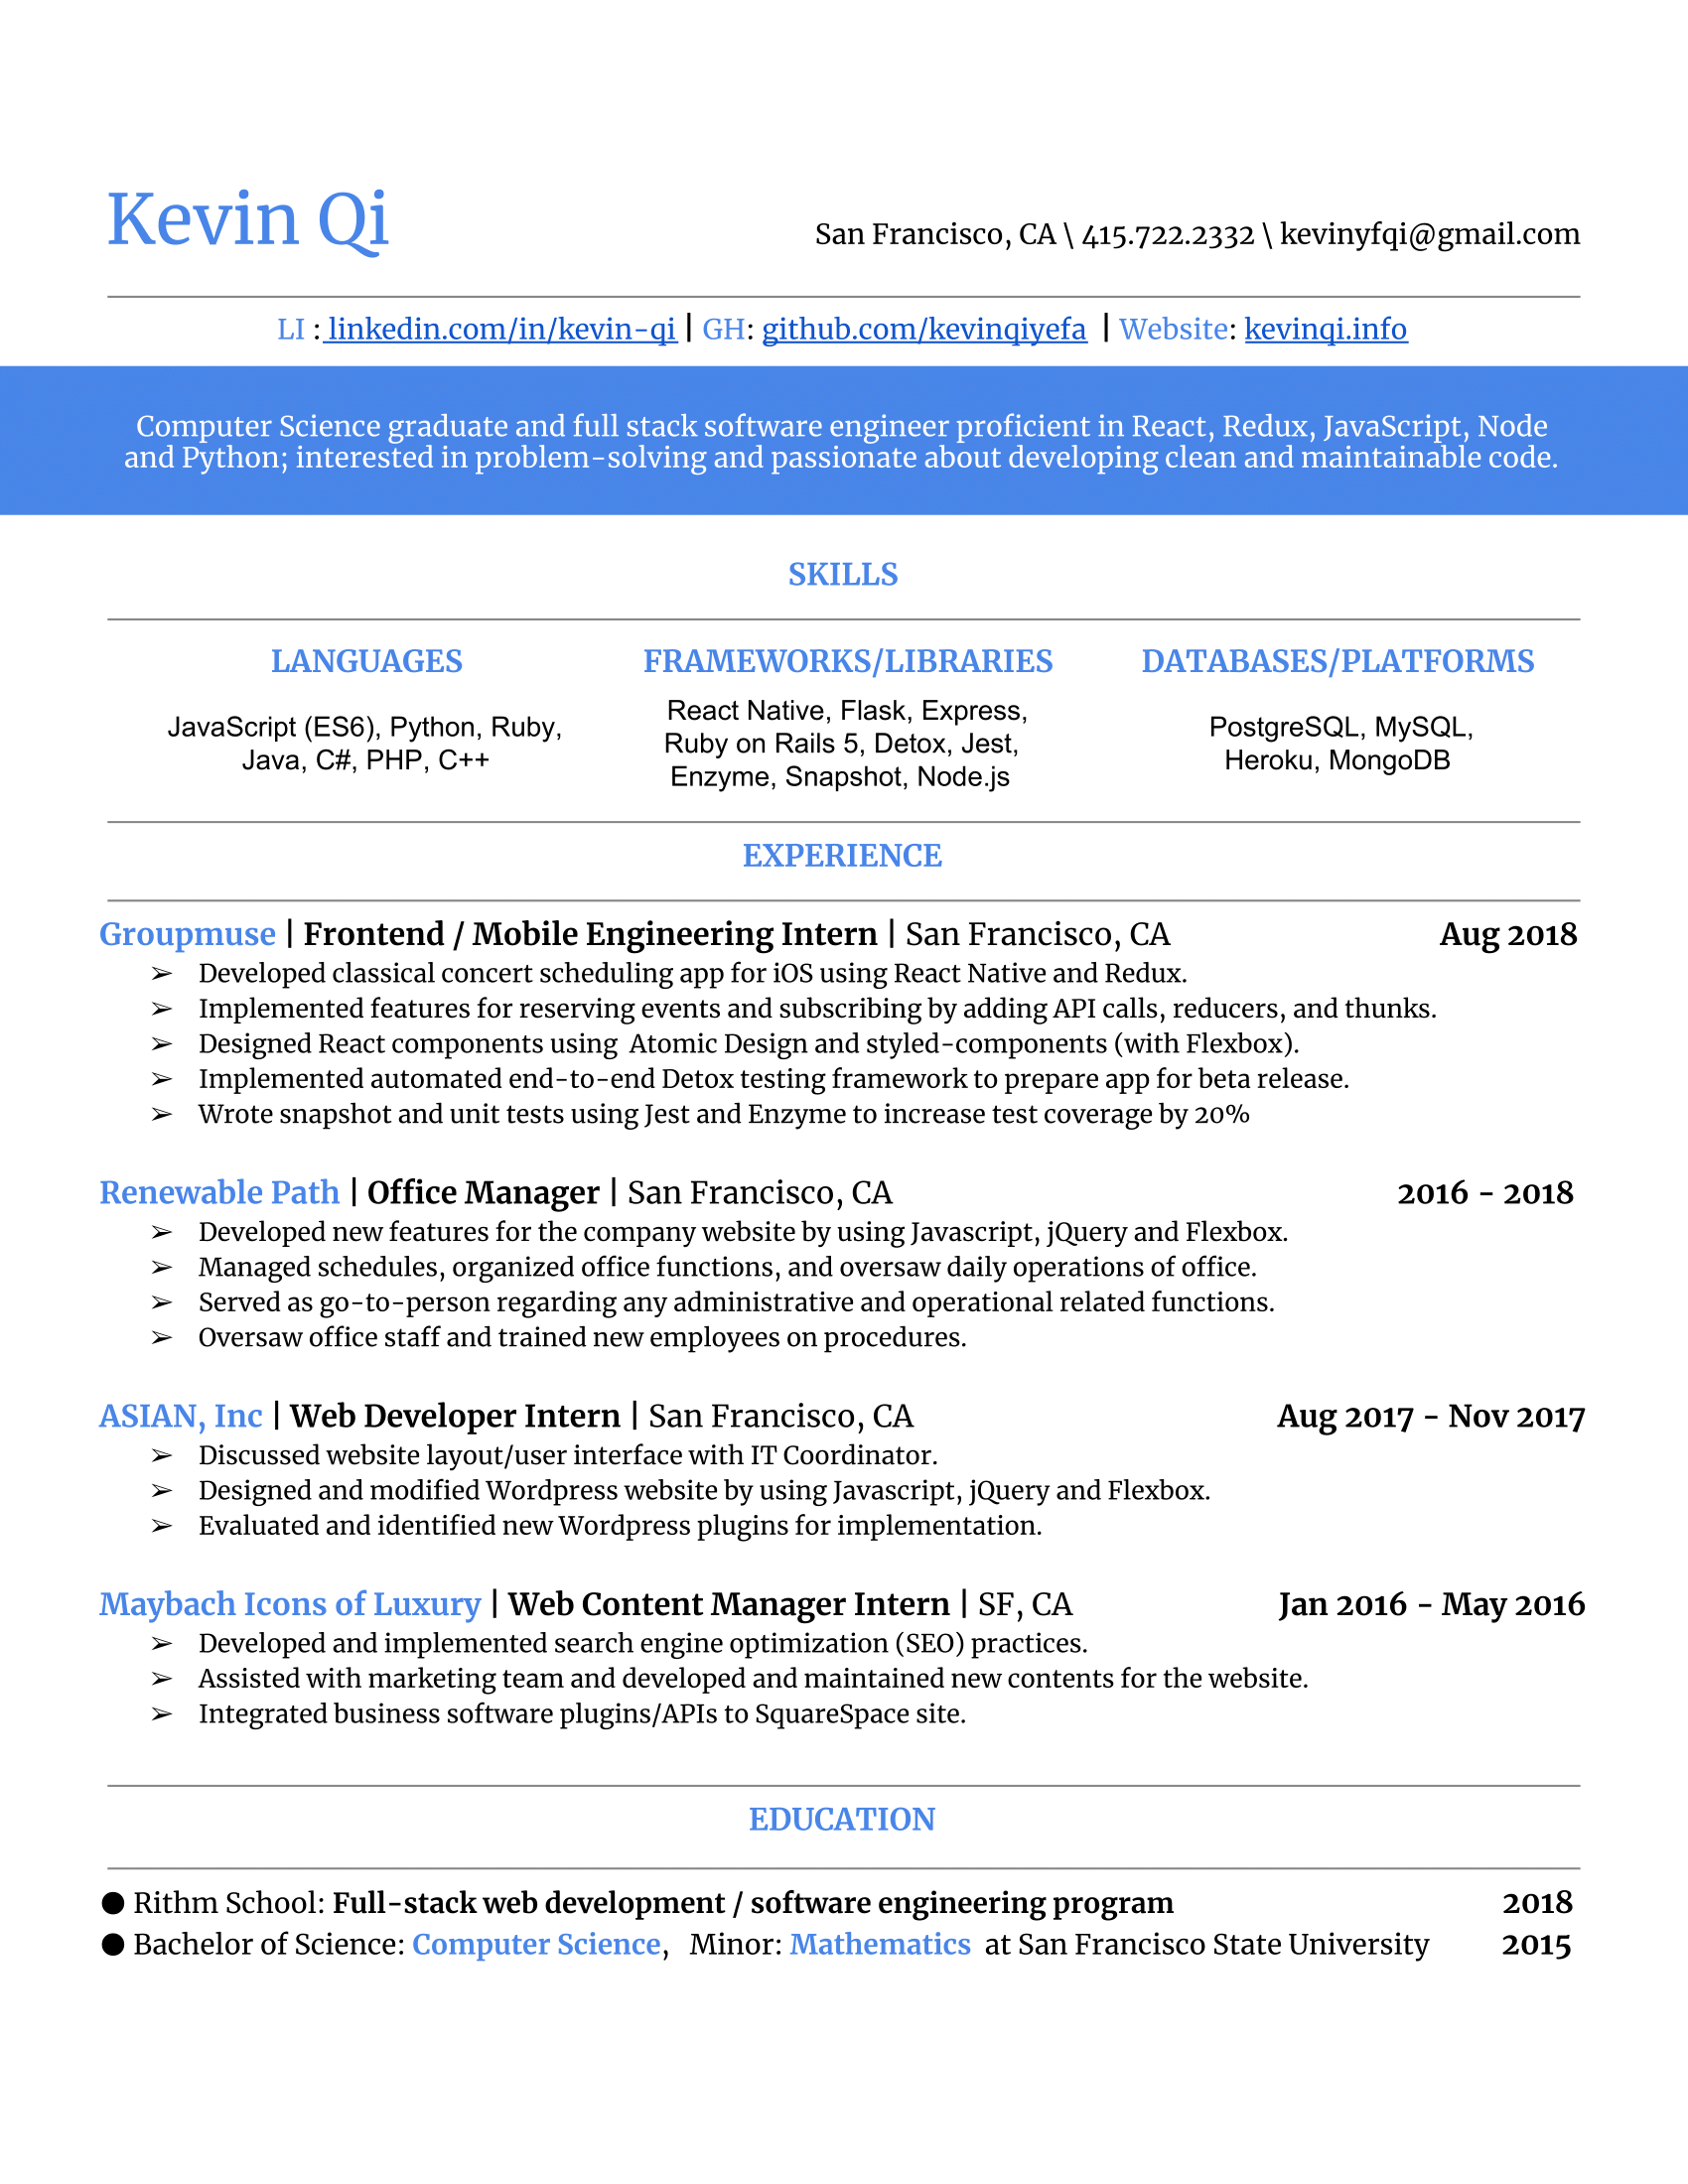 Kevin Qi
San Francisco, CA \ 415.722.2332 \ kevinyfqi@gmail.com
LI : linkedin.com/in/kevin-qi | GH: github.com/kevinqiyefa | Website: kevinqi.info
Computer Science graduate and full stack software engineer proficient in React, Redux, JavaScript, Node
and Python; interested in problem-solving and passionate about developing clean and maintainable code.
SKILLS
LANGUAGES
JavaScript (ES6), Python, Ruby,
Java, C#, PHP, C++
FRAMEWORKS/LIBRARIES
React Native, Flask, Express,
Ruby on Rails 5, Detox, Jest,
Enzyme, Snapshot, Node.js
DATABASES/PLATFORMS
PostgreSQL, MySQL,
Heroku, MongoDB
EXPERIENCE
Groupmuse | Frontend / Mobile Engineering Intern | San Francisco, CA Aug 2018
➢ Developed classical concert scheduling app for iOS using React Native and Redux.
➢ Implemented features for reserving events and subscribing by adding API calls, reducers, and thunks.
➢ Designed React components using  Atomic Design and styled-components (with Flexbox).
➢ Implemented automated end-to-end Detox testing framework to prepare app for beta release.
➢ Wrote snapshot and unit tests using Jest and Enzyme to increase test coverage by 20%
Renewable Path | Office Manager | San Francisco, CA 2016 - 2018
➢ Developed new features for the company website by using Javascript, jQuery and Flexbox.
➢ Managed schedules, organized office functions, and oversaw daily operations of office.
➢ Served as go-to-person regarding any administrative and operational related functions.
➢ Oversaw office staff and trained new employees on procedures.
ASIAN, Inc | Web Developer Intern | San Francisco, CA Aug 2017 - Nov 2017
➢ Discussed website layout/user interface with IT Coordinator.
➢ Designed and modified Wordpress website by using Javascript, jQuery and Flexbox.
➢ Evaluated and identified new Wordpress plugins for implementation.
Maybach Icons of Luxury | Web Content Manager Intern | SF, CA Jan 2016 - May 2016
➢ Developed and implemented search engine optimization (SEO) practices.
➢ Assisted with marketing team and developed and maintained new contents for the website.
➢ Integrated business software plugins/APIs to SquareSpace site.
EDUCATION
● Rithm School: Full-stack web development / software engineering program 2018
● Bachelor of Science: Computer Science, Minor: Mathematics at San Francisco State University 2015